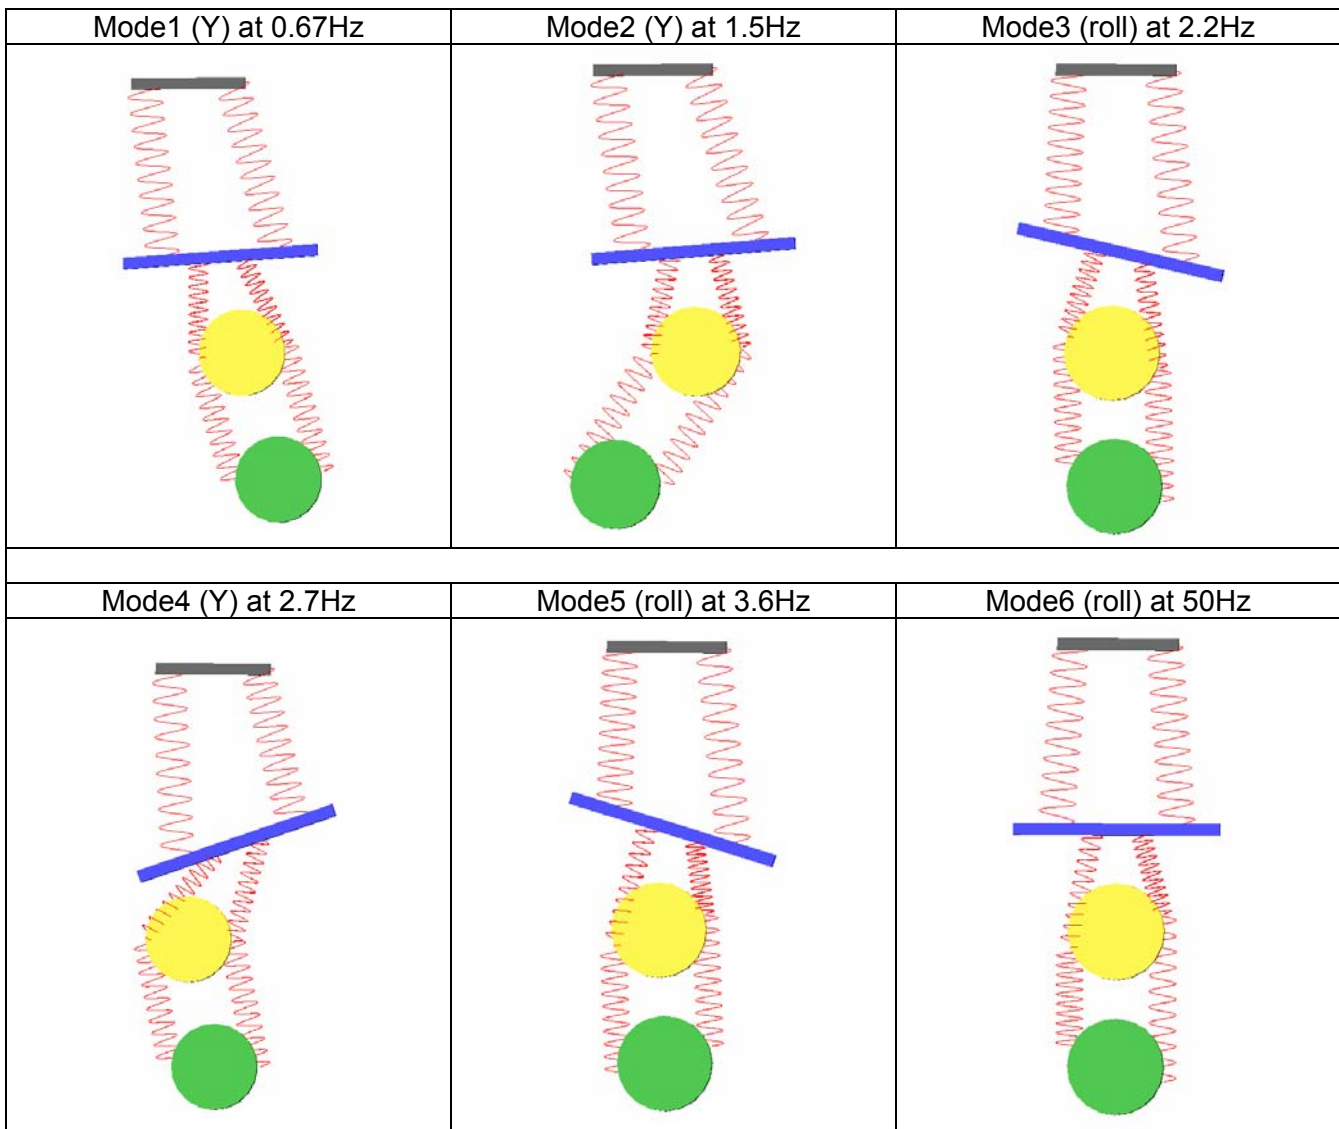 Mode1 (Y) at 0.67Hz
Mode2 (Y) at 1.5Hz
Mode3 (roll) at 2.2Hz
Mode4 (Y) at 2.7Hz
Mode5 (roll) at 3.6Hz
Mode6 (roll) at 50Hz